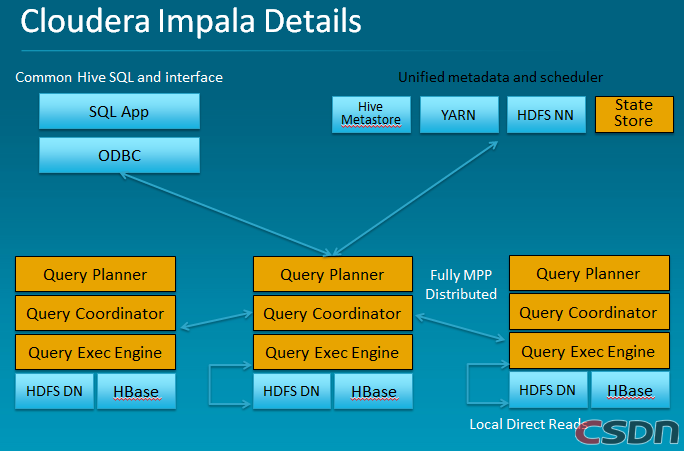 Cloudera Impala Details
Common Hive SQL and interface
Unified metadata and scheduler
SQL App
ODBC
Hive
Metastore
YARN
HDFS NN
State
Store
Query Planner
Query Coordinator
Query Exec Engine
HDFS DN
HBase
Query Planner
Query Coordinator
Query Exec Engine
HDFS DN
HBase
Fully MPP
Distributed
Query Planner
Query Coordinator
Query Exec Engine
HDFS DN
HBase
Local Direct Reads
CSDN